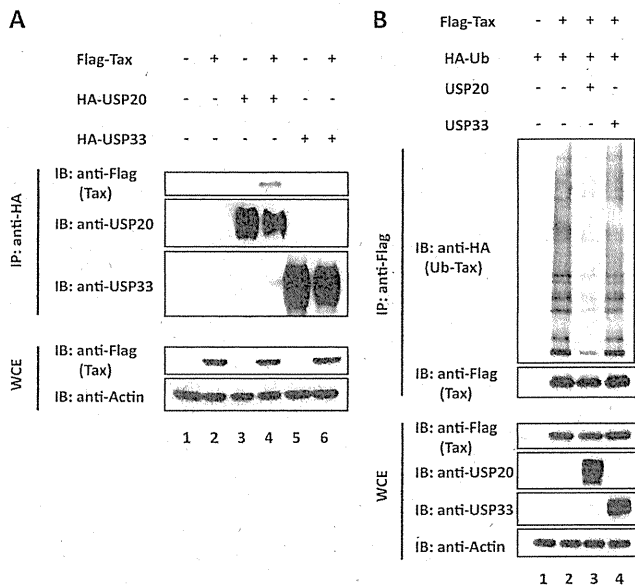 A
Flag-Tax - + - + - +
HA-USP20 - - + + - -
HA-USP33 - - - - + +
IP: anti-HA
IB: anti-Flag
(Tax)
IB: anti-USP20
IB: anti-USP33
WCE
IB: anti-Flag
(Tax)
IB: anti-Actin
1 2 3 4 5 6
B
Flag-Tax - + + +
HA-Ub + + + +
USP20 - - + -
USP33 - - - +
IP: anti-Flag
IB: anti-HA
(Ub-Tax)
IB: anti-Flag
(Tax)
WCE
IB: anti-Flag
(Tax)
IB: anti-USP20
IB: anti-USP33
IB: anti-Actin
1 2 3 4